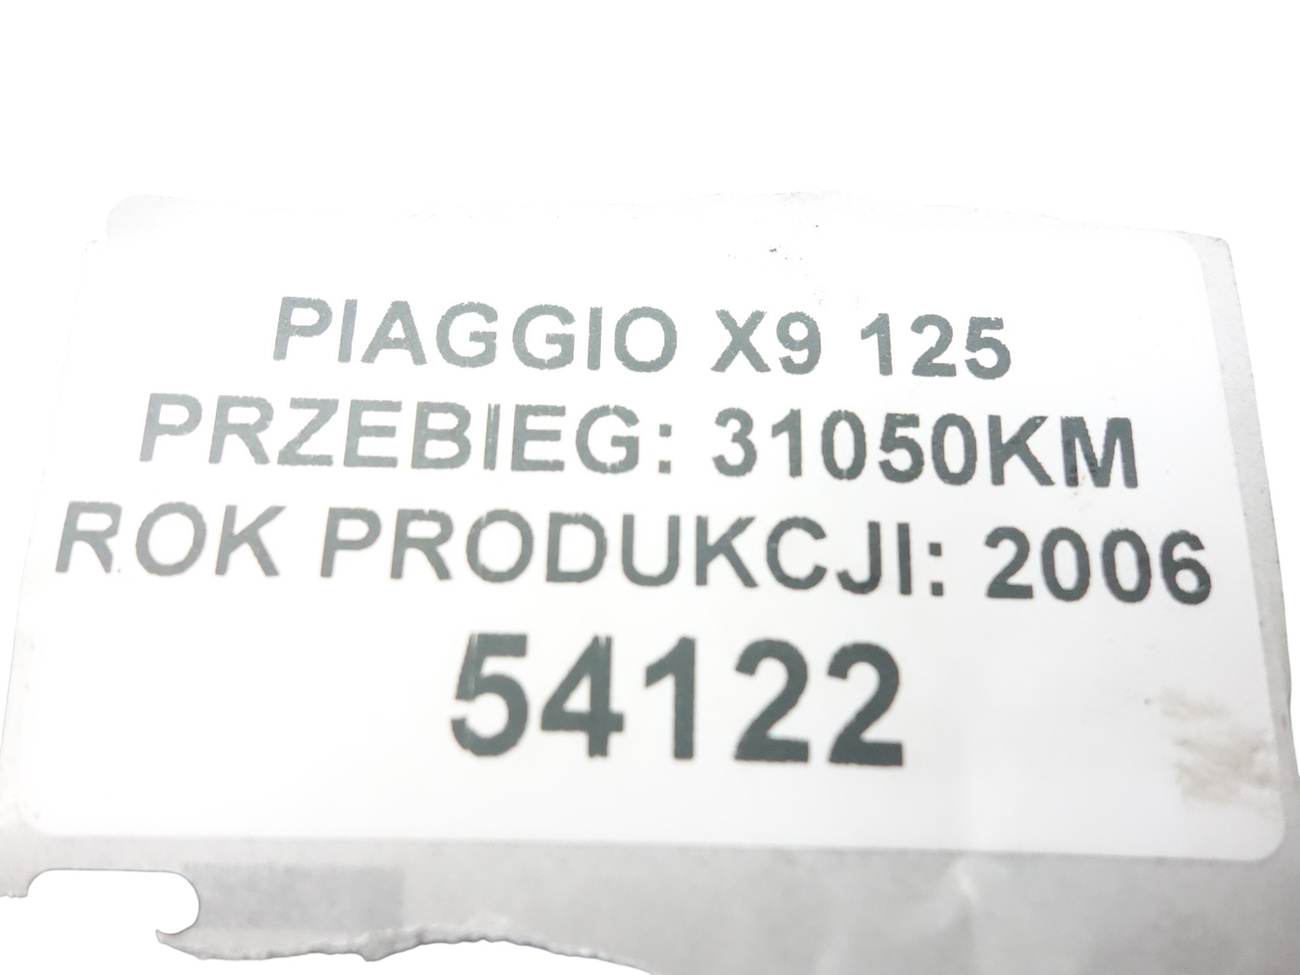 PIAGGIO X9 125
PRZEBIEG: 31050KM
ROK PRODUKCJI: 2006
54122